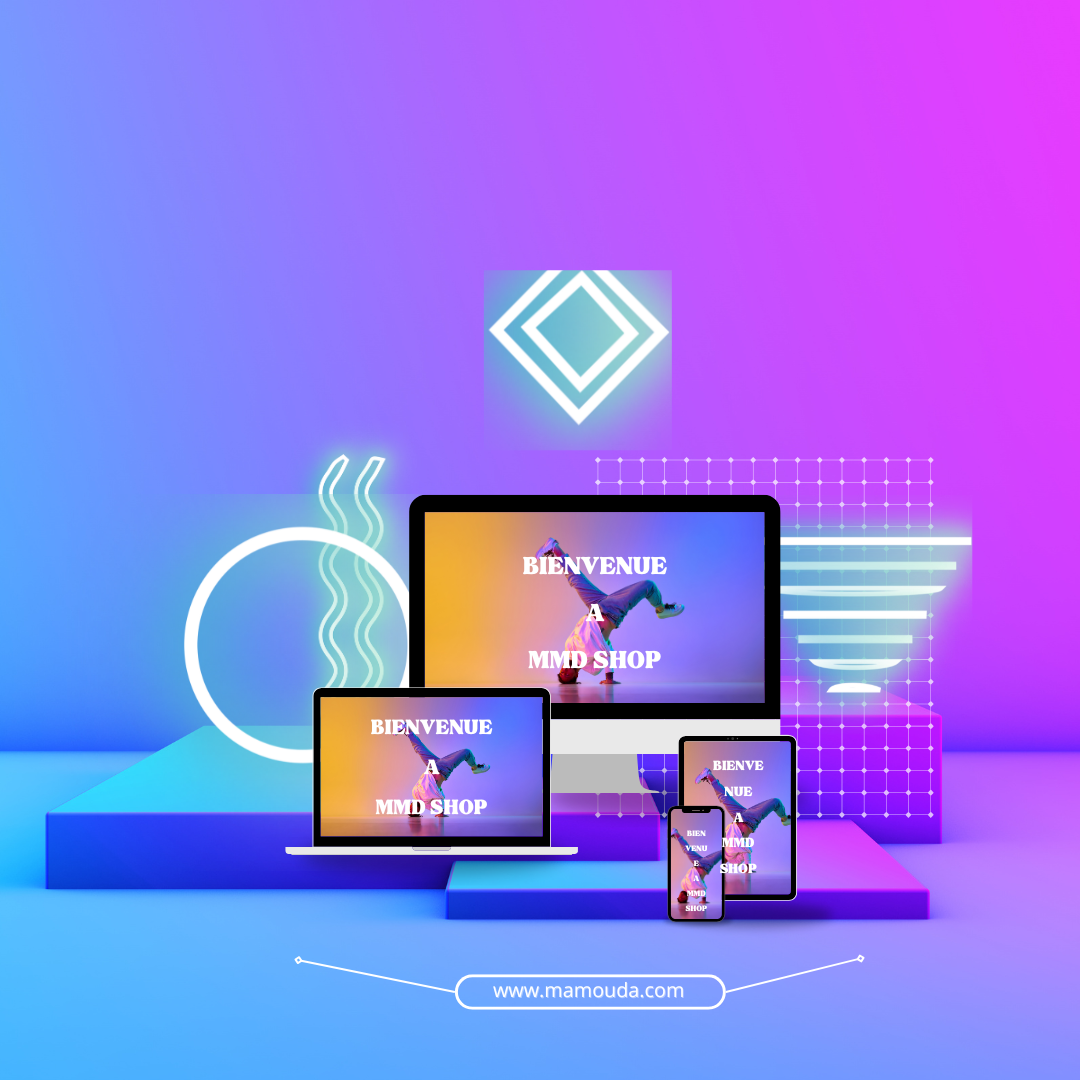 BIENVENUE
A
MMD SHOP
BIENVENUE
A
MMD SHOP
BIENVE
NUE
A
MMD
SHOP
BIEN
VENU
E
A
MMD
SHOP
www.mamouda.com